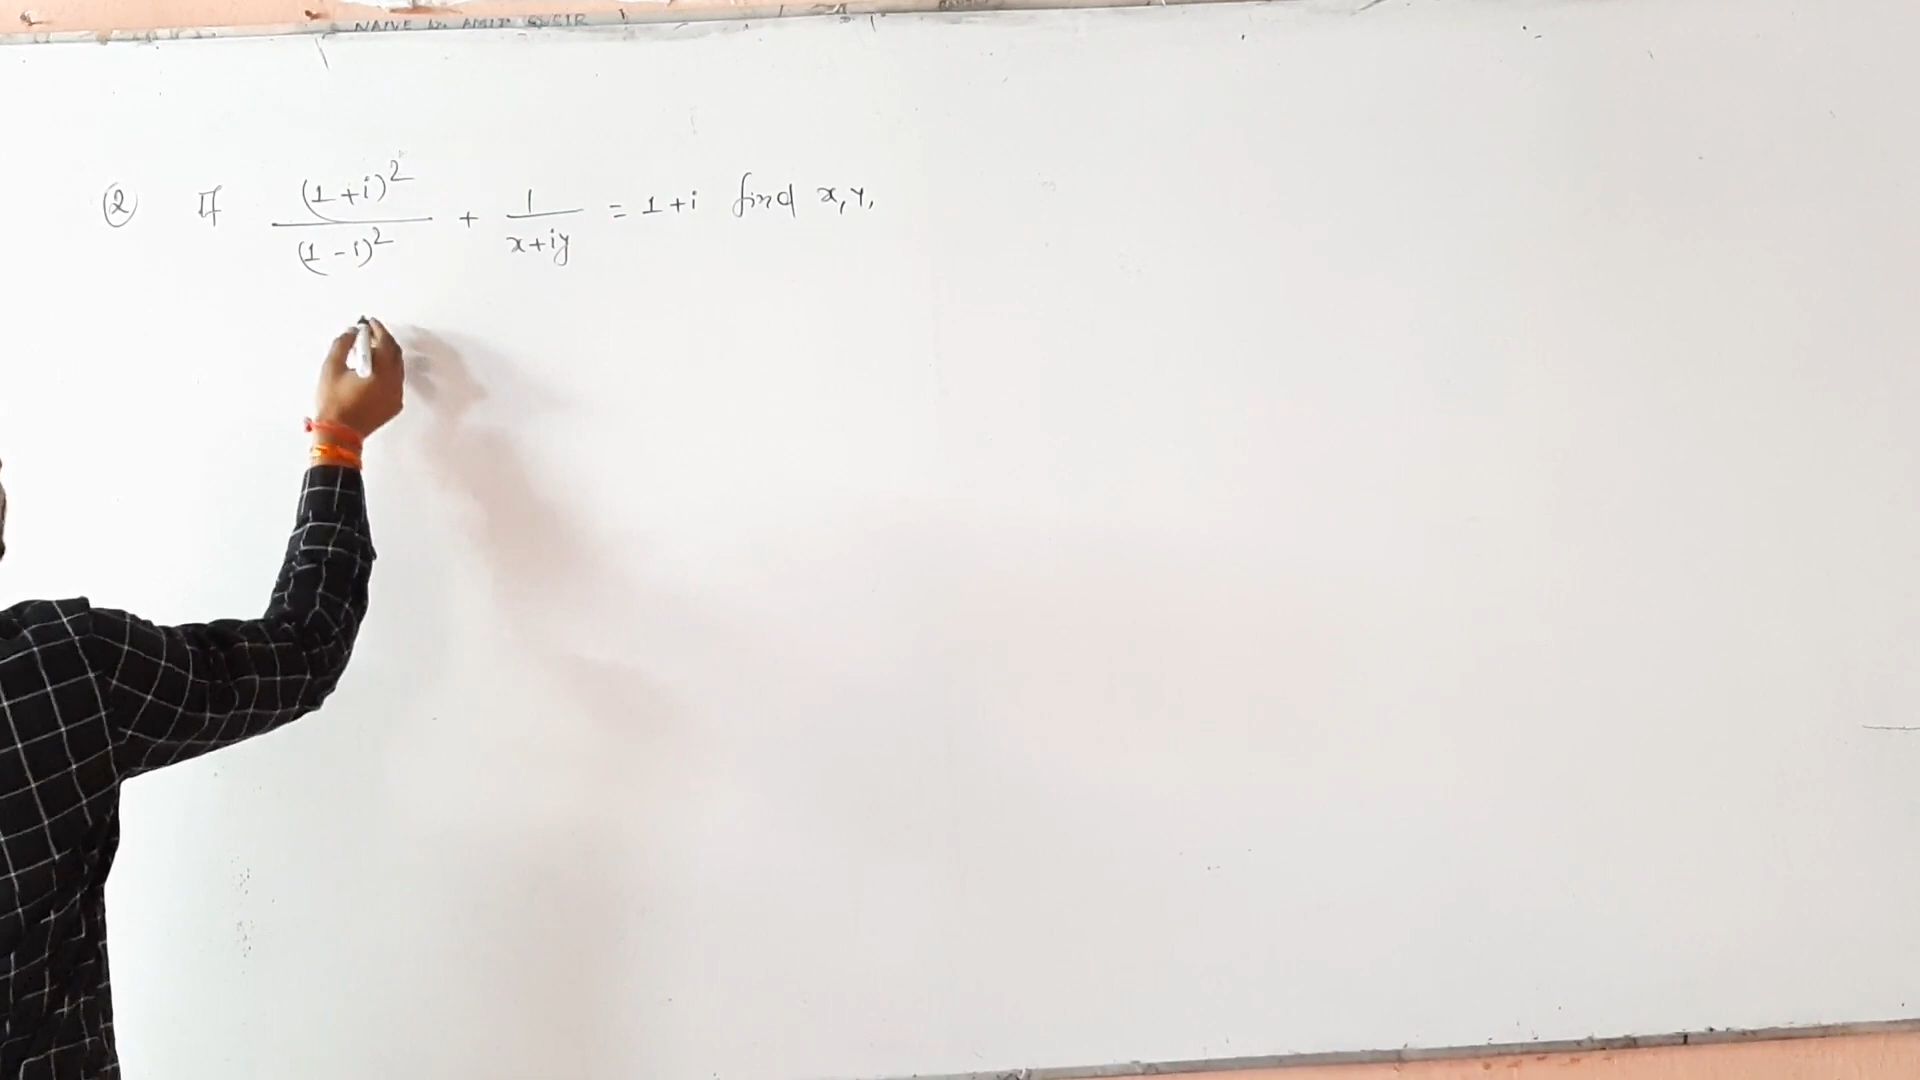 ② If (1+i)² / (1-i)² + 1 / x+iy = 1+i find x, y,